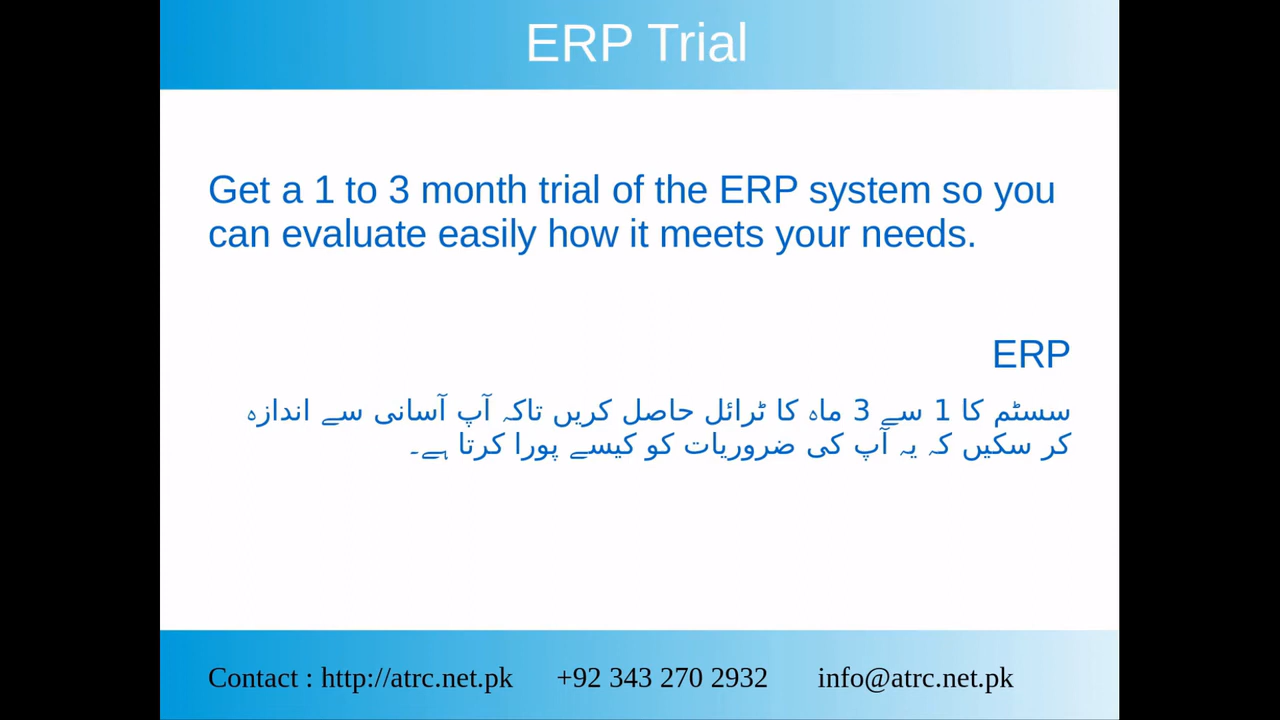 ERP Trial
Get a 1 to 3 month trial of the ERP system so you
can evaluate easily how it meets your needs.
ERP
سسٹم کا 1 سے 3 ماہ کا ٹرائل حاصل کریں تاکہ آپ آسانی سے اندازہ
کر سکیں کہ یہ آپ کی ضروریات کو کیسے پورا کرتا ہے۔
Contact : http://atrc.net.pk +92 343 270 2932 info@atrc.net.pk